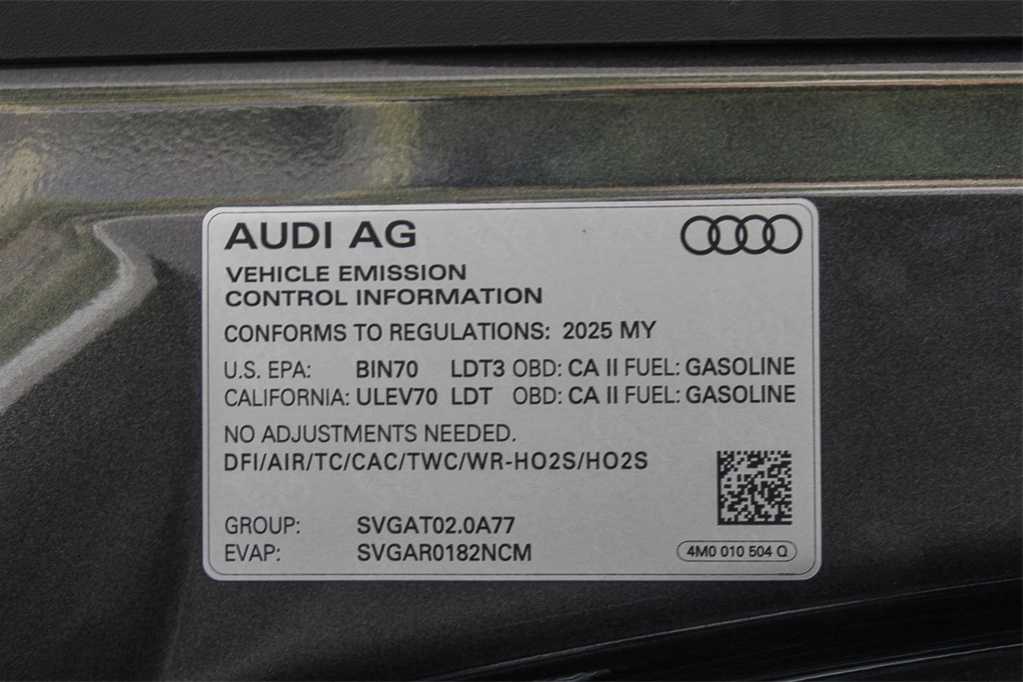 AUDI AG
VEHICLE EMISSION
CONTROL INFORMATION
CONFORMS TO REGULATIONS: 2025 MY
U.S. EPA: BIN70 LDT3 OBD: CA II FUEL: GASOLINE
CALIFORNIA: ULEV70 LDT OBD: CA II FUEL: GASOLINE
NO ADJUSTMENTS NEEDED.
DFI/AIR/TC/CAC/TWC/WR-HO2S/HO2S
GROUP: SVGAT02.0A77
EVAP: SVGAR0182NCM
4M0 010 504 Q